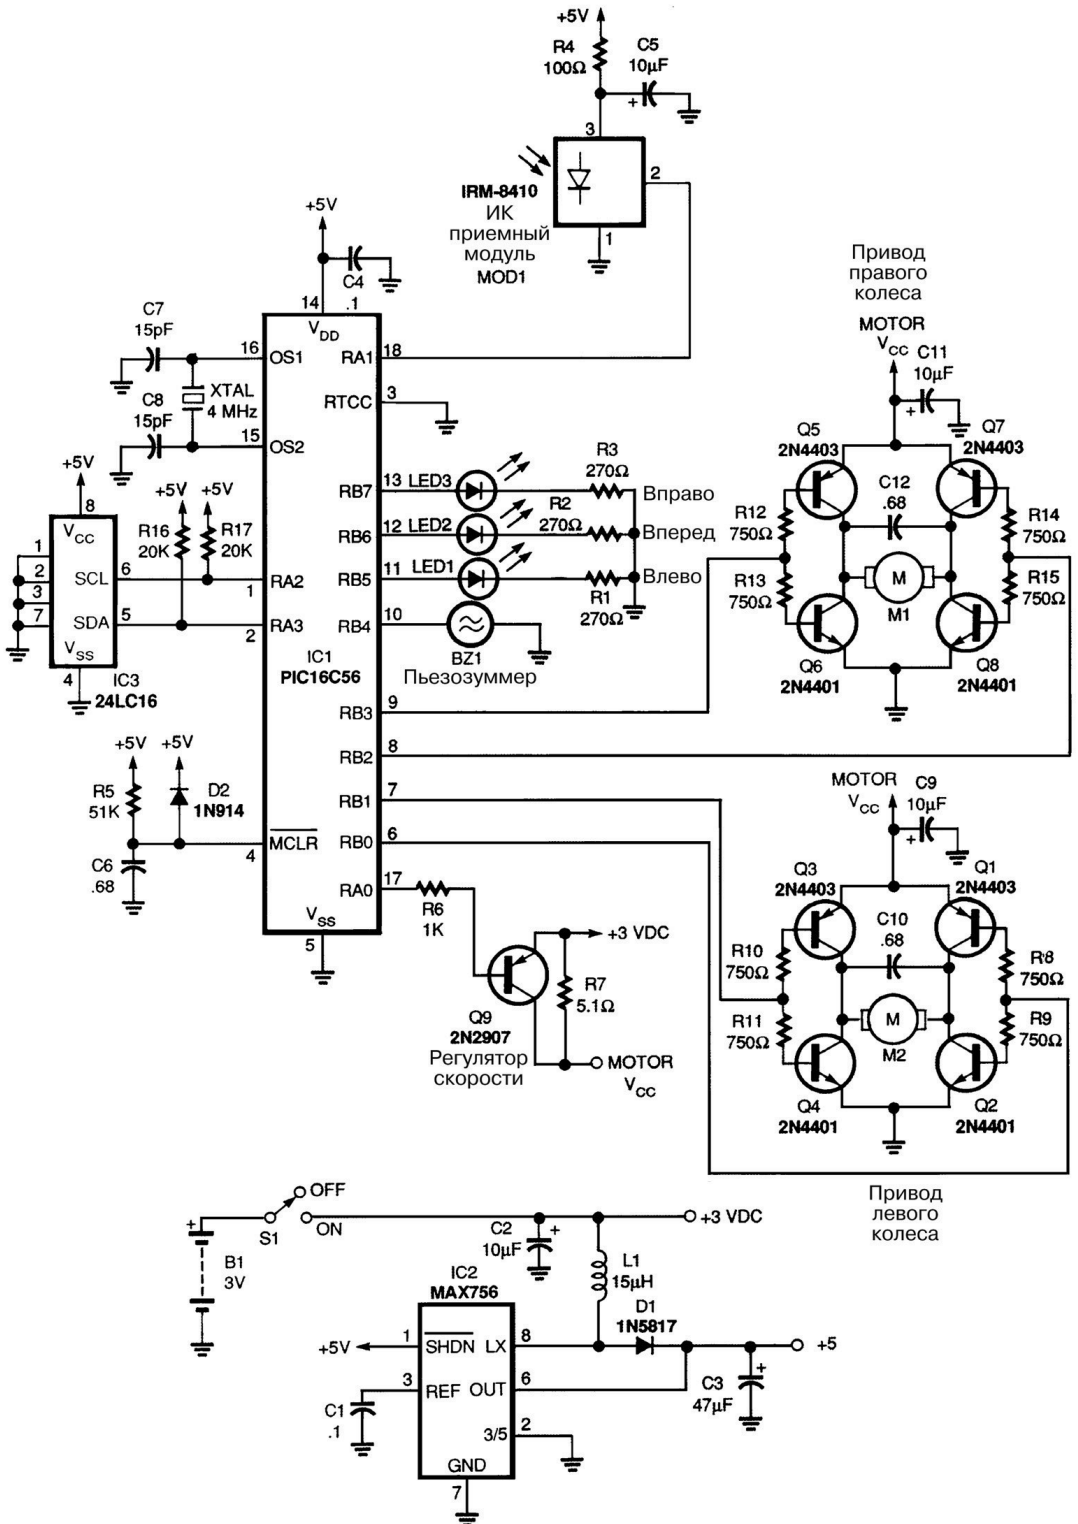 +5V
R4
100Ω
C5
10µF
+
3
2
1
IRM-8410
ИК
приемный
модуль
MOD1
+5V
C4
.1
14
V_DD
C7
15pF
16
OS1
RA1
18
XTAL
4 MHz
C8
15pF
15
OS2
RTCC
3
+5V
8
V_CC
1
2
3
7
SCL
6
SDA
5
V_SS
4
IC3
24LC16
+5V
+5V
R16
20K
R17
20K
RA2
1
RA3
2
RB7
13
LED3
R3
270Ω
Вправо
RB6
12
LED2
R2
270Ω
Вперед
RB5
11
LED1
R1
270Ω
Влево
RB4
10
BZ1
Пьезозуммер
IC1
PIC16C56
RB3
9
RB2
8
RB1
7
RB0
6
RA0
17
MCLR
4
V_SS
5
+5V
+5V
R5
51K
D2
1N914
C6
.68
R6
1K
Q9
2N2907
Регулятор
скорости
+3 VDC
R7
5.1Ω
MOTOR
V_CC
Привод
правого
колеса
MOTOR
V_CC
C11
10µF
+
Q5
2N4403
Q7
2N4403
C12
.68
R12
750Ω
R13
750Ω
R14
750Ω
R15
750Ω
M
M1
Q6
2N4401
Q8
2N4401
MOTOR
V_CC
C9
10µF
+
Q3
2N4403
Q1
2N4403
C10
.68
R10
750Ω
R11
750Ω
R8
750Ω
R9
750Ω
M
M2
Q4
2N4401
Q2
2N4401
Привод
левого
колеса
OFF
ON
S1
+
B1
3V
C2
10µF
+
+3 VDC
L1
15µH
IC2
MAX756
D1
1N5817
+5V
1
SHDN
LX
8
+5
3
REF
OUT
6
C1
.1
3/5
2
C3
47µF
+
GND
7